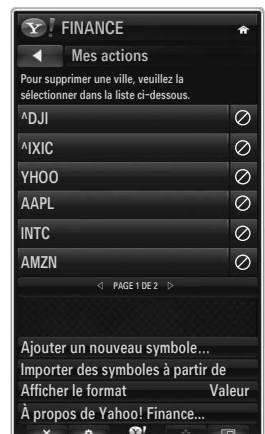 Y! FINANCE
Mes actions
Pour supprimer une ville, veuillez la
sélectionner dans la liste ci-dessous.
^DJI
^IXIC
YHOO
AAPL
INTC
AMZN
PAGE 1 DE 2
Ajouter un nouveau symbole...
Importer des symboles à partir de
Afficher le format Valeur
À propos de Yahoo! Finance...
Y!